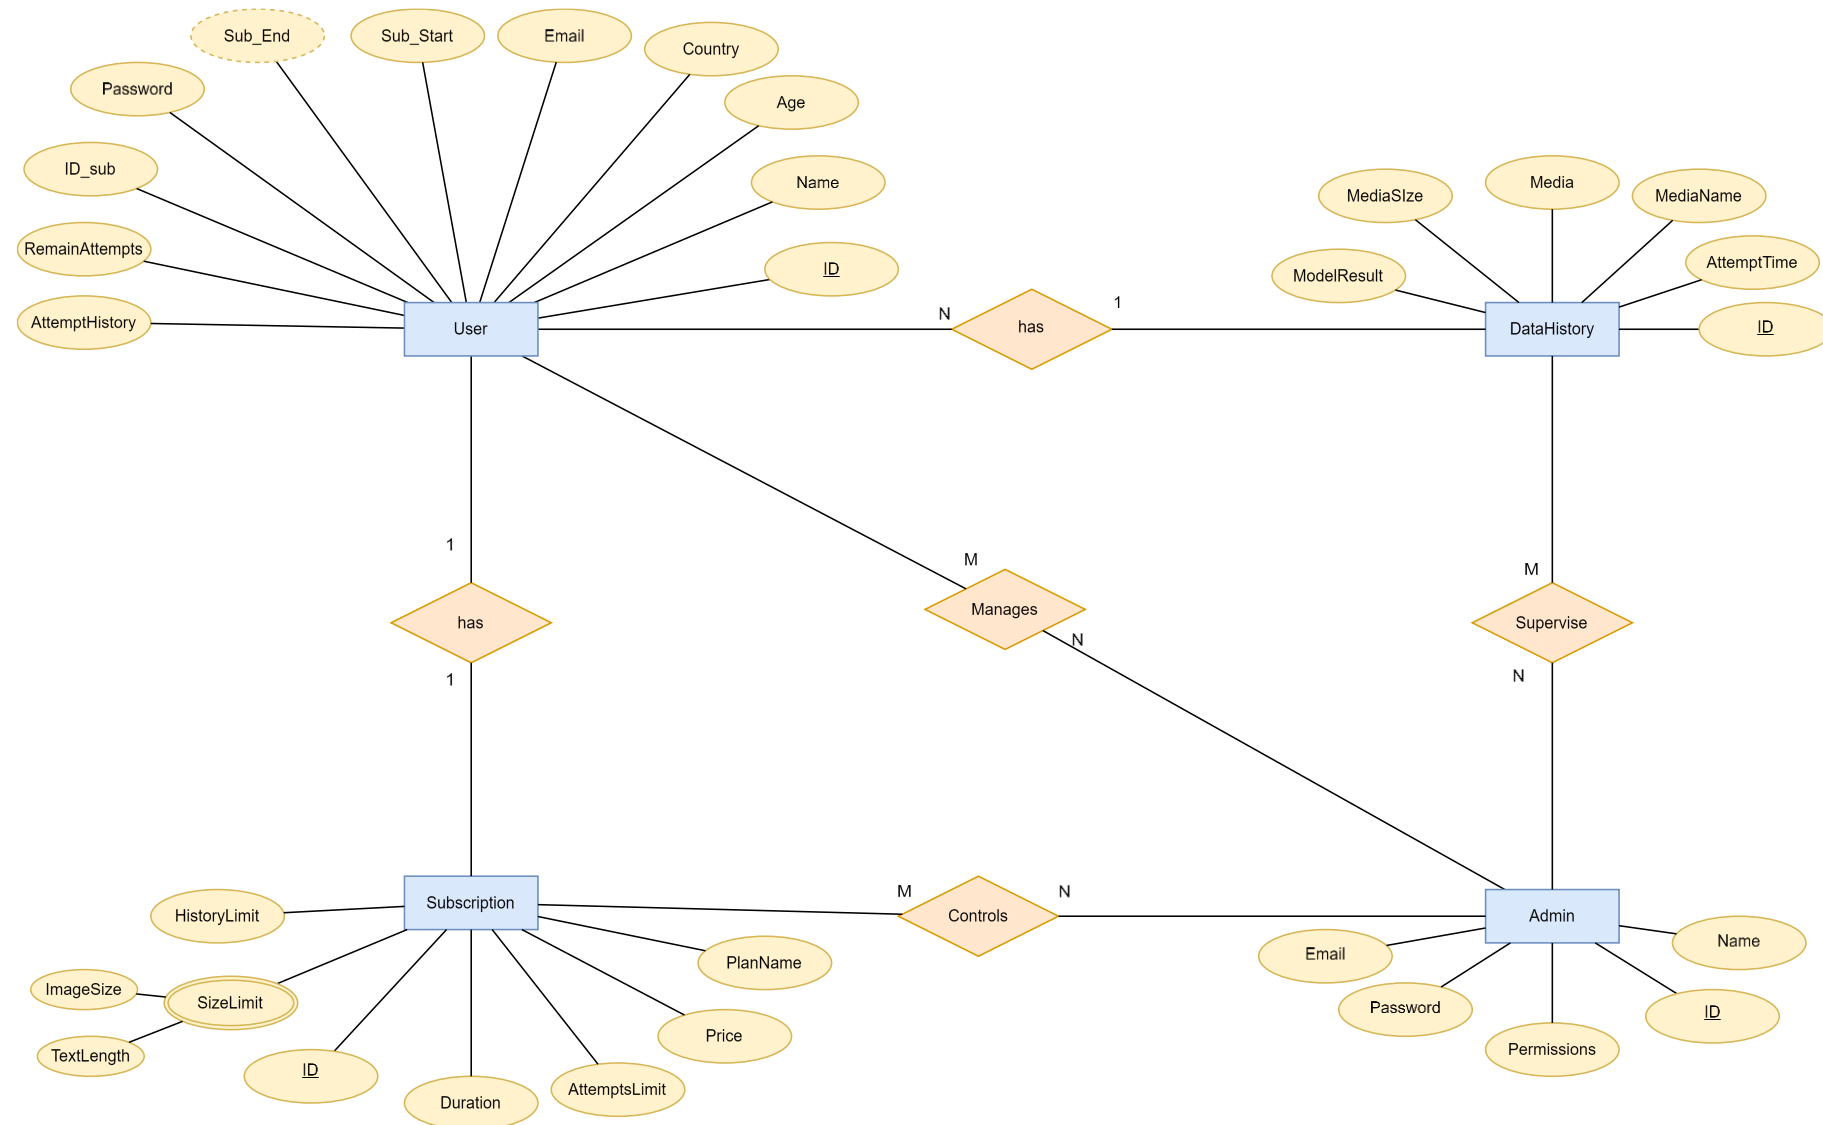 Sub_End
Sub_Start
Email
Country
Password
Age
ID_sub
Name
MediaSIze
Media
MediaName
RemainAttempts
ID
ModelResult
AttemptTime
AttemptHistory
User
N
has
1
DataHistory
ID
1
M
M
has
Manages
Supervise
1
N
N
HistoryLimit
Subscription
M
Controls
N
Admin
Email
Name
ImageSize
SizeLimit
PlanName
Password
ID
TextLength
ID
Duration
AttemptsLimit
Price
Permissions